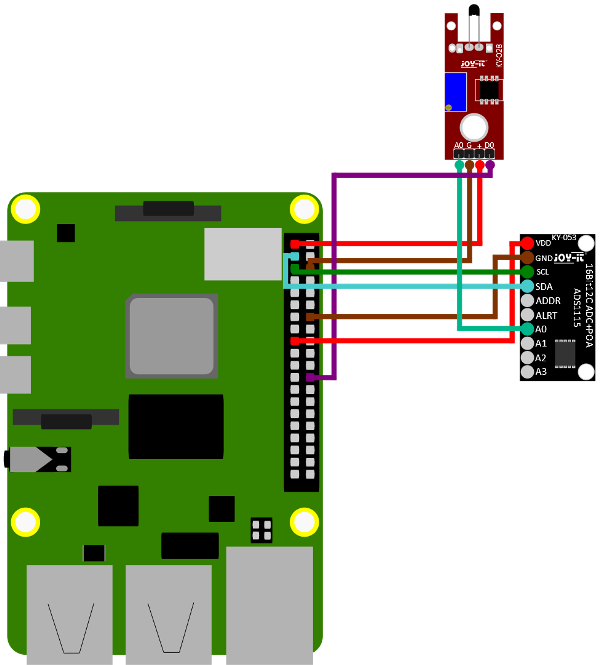 KY-028
JOY-IT
A0 G + D0
KY-053
JOY-IT
16Bit I2C ADC+PGA
ADS1115
VDD
GND
SCL
SDA
ADDR
ALRT
A0
A1
A2
A3